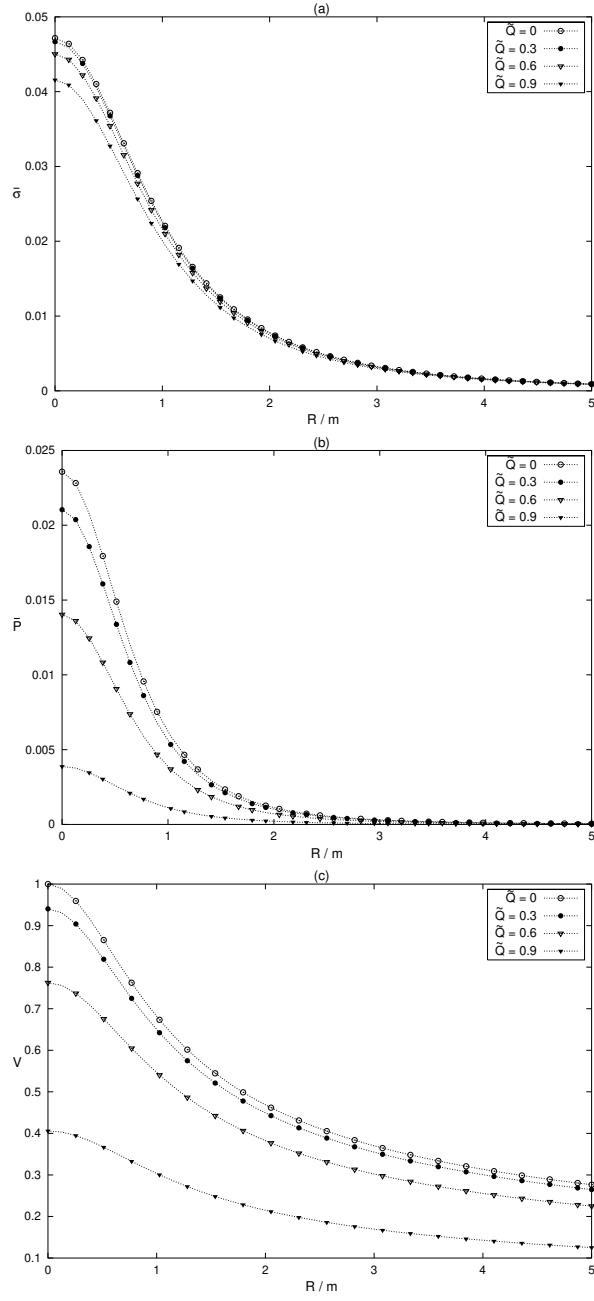 (a)
Q̃ = 0
Q̃ = 0.3
Q̃ = 0.6
Q̃ = 0.9
0.05
0.04
0.03
σ̄
0.02
0.01
0
0 1 2 3 4 5
R / m
(b)
Q̃ = 0
Q̃ = 0.3
Q̃ = 0.6
Q̃ = 0.9
0.025
0.02
0.015
P̄
0.01
0.005
0
0 1 2 3 4 5
R / m
(c)
Q̃ = 0
Q̃ = 0.3
Q̃ = 0.6
Q̃ = 0.9
1
0.9
0.8
0.7
0.6
V
0.5
0.4
0.3
0.2
0.1
0 1 2 3 4 5
R / m